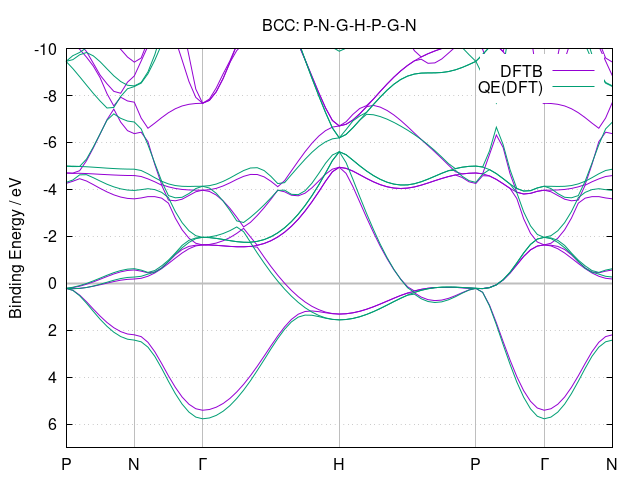 BCC: P-N-G-H-P-G-N
DFTB
QE(DFT)
Binding Energy / eV
-10
-8
-6
-4
-2
0
2
4
6
P N Γ H P Γ N